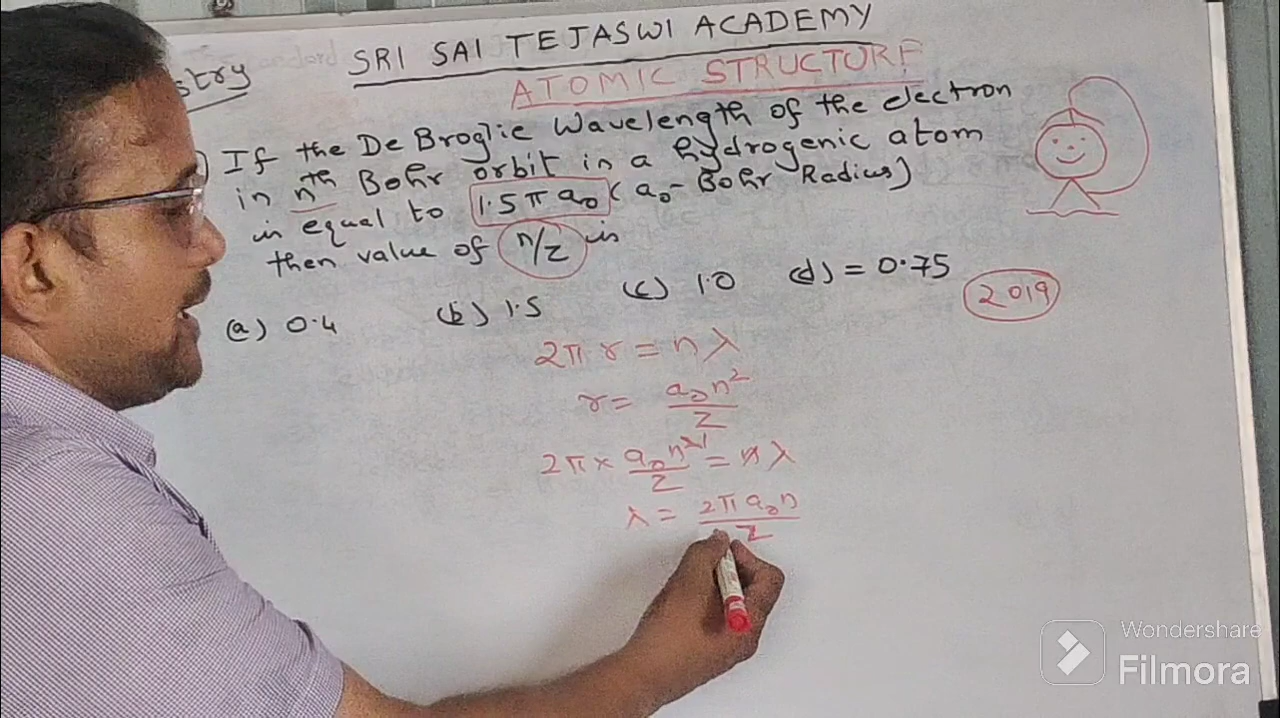 SRI SAI TEJASWI ACADEMY
stry
ATOMIC STRUCTURE
) If the De Broglie Wavelength of the electron
in nth Bohr orbit in a hydrogenic atom
is equal to 1.5 π a₀ ( a₀ - Bohr Radius)
then value of n/z is
(a) 0.4 (b) 1.5 (c) 1.0 (d) = 0.75
2019
2π r = n λ
r = a₀n²/Z
2π × a₀n²/Z = n λ
λ = 2π a₀n/Z
Wondershare
Filmora